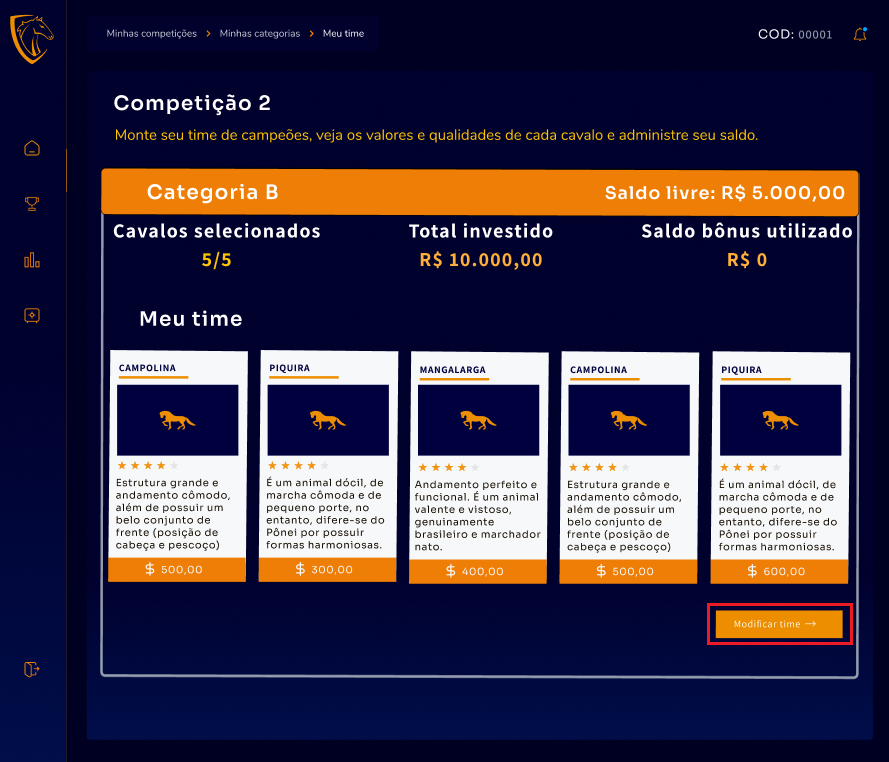 Minhas competições > Minhas categorias > Meu time
COD: 00001
Competição 2
Monte seu time de campeões, veja os valores e qualidades de cada cavalo e administre seu saldo.
Categoria B
Saldo livre: R$ 5.000,00
Cavalos selecionados
5/5
Total investido
R$ 10.000,00
Saldo bônus utilizado
R$ 0
Meu time
CAMPOLINA
Estrutura grande e
andamento cômodo,
além de possuir um
belo conjunto de
frente (posição de
cabeça e pescoço)
$ 500,00
PIQUIRA
É um animal dócil, de
marcha cômoda e de
pequeno porte, no
entanto, difere-se do
Pônei por possuir
formas harmoniosas.
$ 300,00
MANGALARGA
Andamento perfeito e
funcional. É um animal
valente e vistoso,
genuinamente
brasileiro e marchador
nato.
$ 400,00
CAMPOLINA
Estrutura grande e
andamento cômodo,
além de possuir um
belo conjunto de
frente (posição de
cabeça e pescoço)
$ 500,00
PIQUIRA
É um animal dócil, de
marcha cômoda e de
pequeno porte, no
entanto, difere-se do
Pônei por possuir
formas harmoniosas.
$ 600,00
Modificar time →